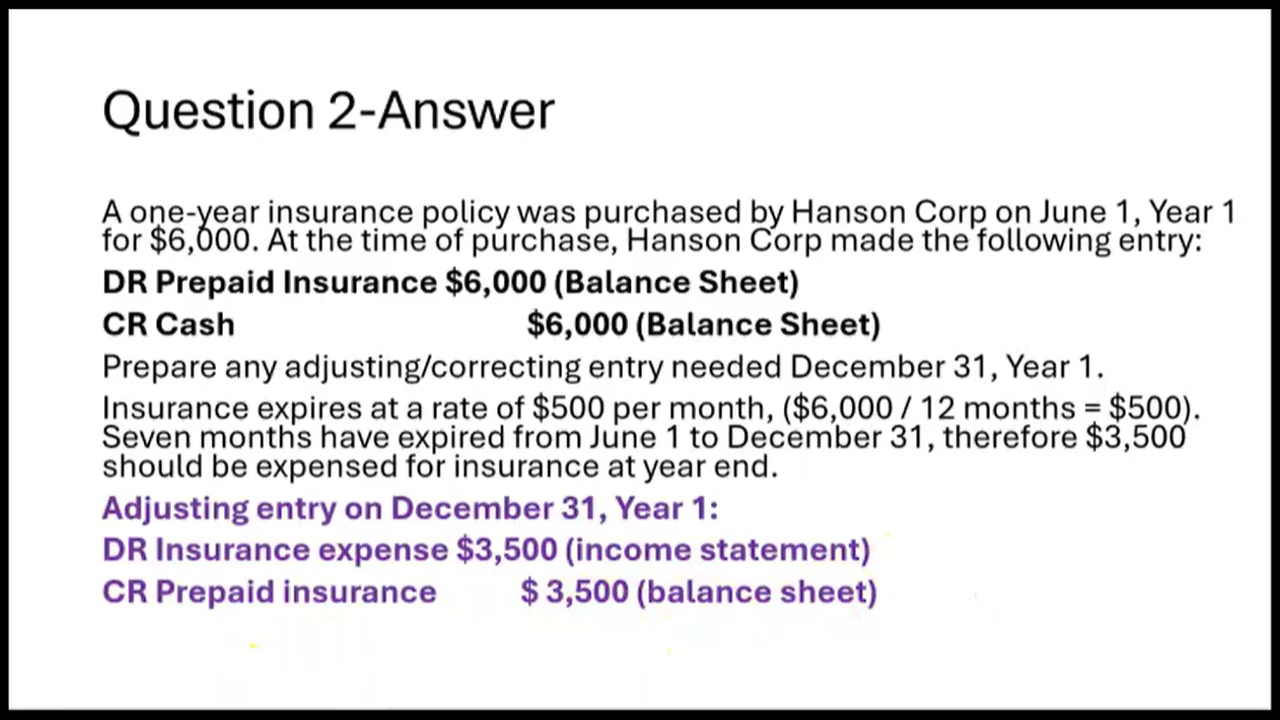 Question 2-Answer
A one-year insurance policy was purchased by Hanson Corp on June 1, Year 1
for $6,000. At the time of purchase, Hanson Corp made the following entry:
DR Prepaid Insurance $6,000 (Balance Sheet)
CR Cash $6,000 (Balance Sheet)
Prepare any adjusting/correcting entry needed December 31, Year 1.
Insurance expires at a rate of $500 per month, ($6,000 / 12 months = $500).
Seven months have expired from June 1 to December 31, therefore $3,500
should be expensed for insurance at year end.
Adjusting entry on December 31, Year 1:
DR Insurance expense $3,500 (income statement)
CR Prepaid insurance $ 3,500 (balance sheet)